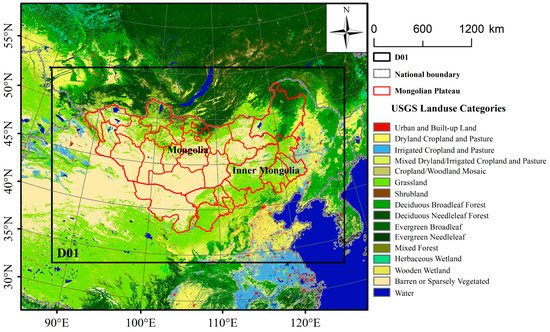 N
0 600 1200 km
D01
National boundary
Mongolian Plateau
USGS Landuse Categories
Urban and Built-up Land
Dryland Cropland and Pasture
Irrigated Cropland and Pasture
Mixed Dryland/Irrigated Cropland and Pasture
Cropland/Woodland Mosaic
Grassland
Shrubland
Deciduous Broadleaf Forest
Deciduous Needleleaf Forest
Evergreen Broadleaf
Evergreen Needleleaf
Mixed Forest
Herbaceous Wetland
Wooden Wetland
Barren or Sparsely Vegetated
Water
55°N
50°N
45°N
40°N
35°N
30°N
Mongolia
Inner Mongolia
D01
90°E 100°E 110°E 120°E